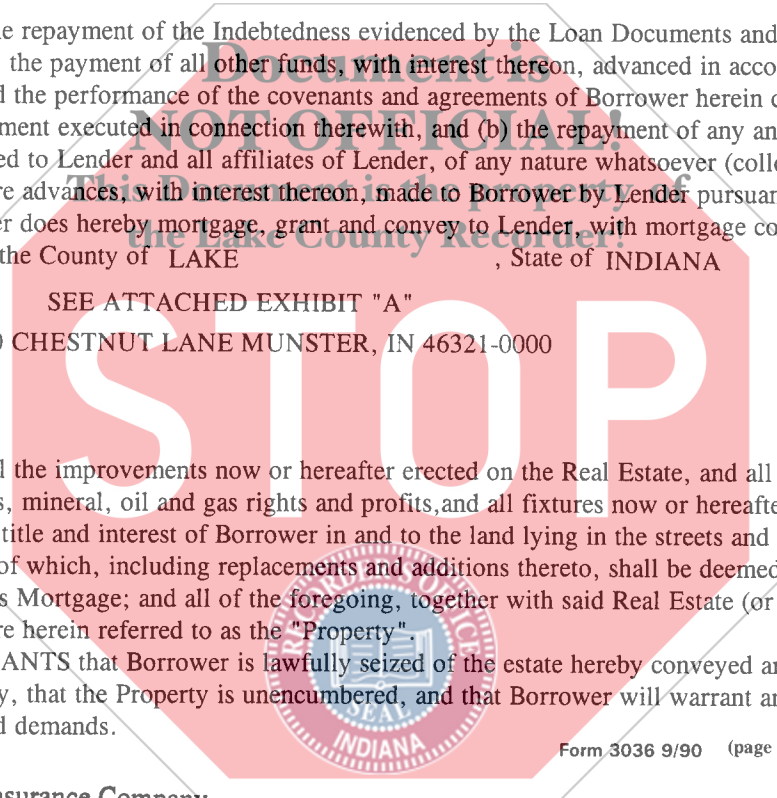 e repayment of the Indebtedness evidenced by the Loan Documents and
Document is
the payment of all other funds, with interest thereon, advanced in acco
d the performance of the covenants and agreements of Borrower herein
NOT OFFICIAL!
ment executed in connection therewith, and (b) the repayment of any an
ed to Lender and all affiliates of Lender, of any nature whatsoever (colle
This Document is the property of
re advances, with interest thereon, made to Borrower by Lender pursuan
er does hereby mortgage, grant and convey to Lender, with mortgage co
the Lake County Recorder!
the County of LAKE , State of INDIANA
SEE ATTACHED EXHIBIT "A"
CHESTNUT LANE MUNSTER, IN 46321-0000
STOP
l the improvements now or hereafter erected on the Real Estate, and all
s, mineral, oil and gas rights and profits,and all fixtures now or hereafte
title and interest of Borrower in and to the land lying in the streets and
of which, including replacements and additions thereto, shall be deemed
s Mortgage; and all of the foregoing, together with said Real Estate (or
re herein referred to as the "Property".
RECORDER'S OFFICE
ANTS that Borrower is lawfully seized of the estate hereby conveyed an
y, that the Property is unencumbered, and that Borrower will warrant an
SEAL
d demands.
INDIANA
Form 3036 9/90 (page
nsurance Company